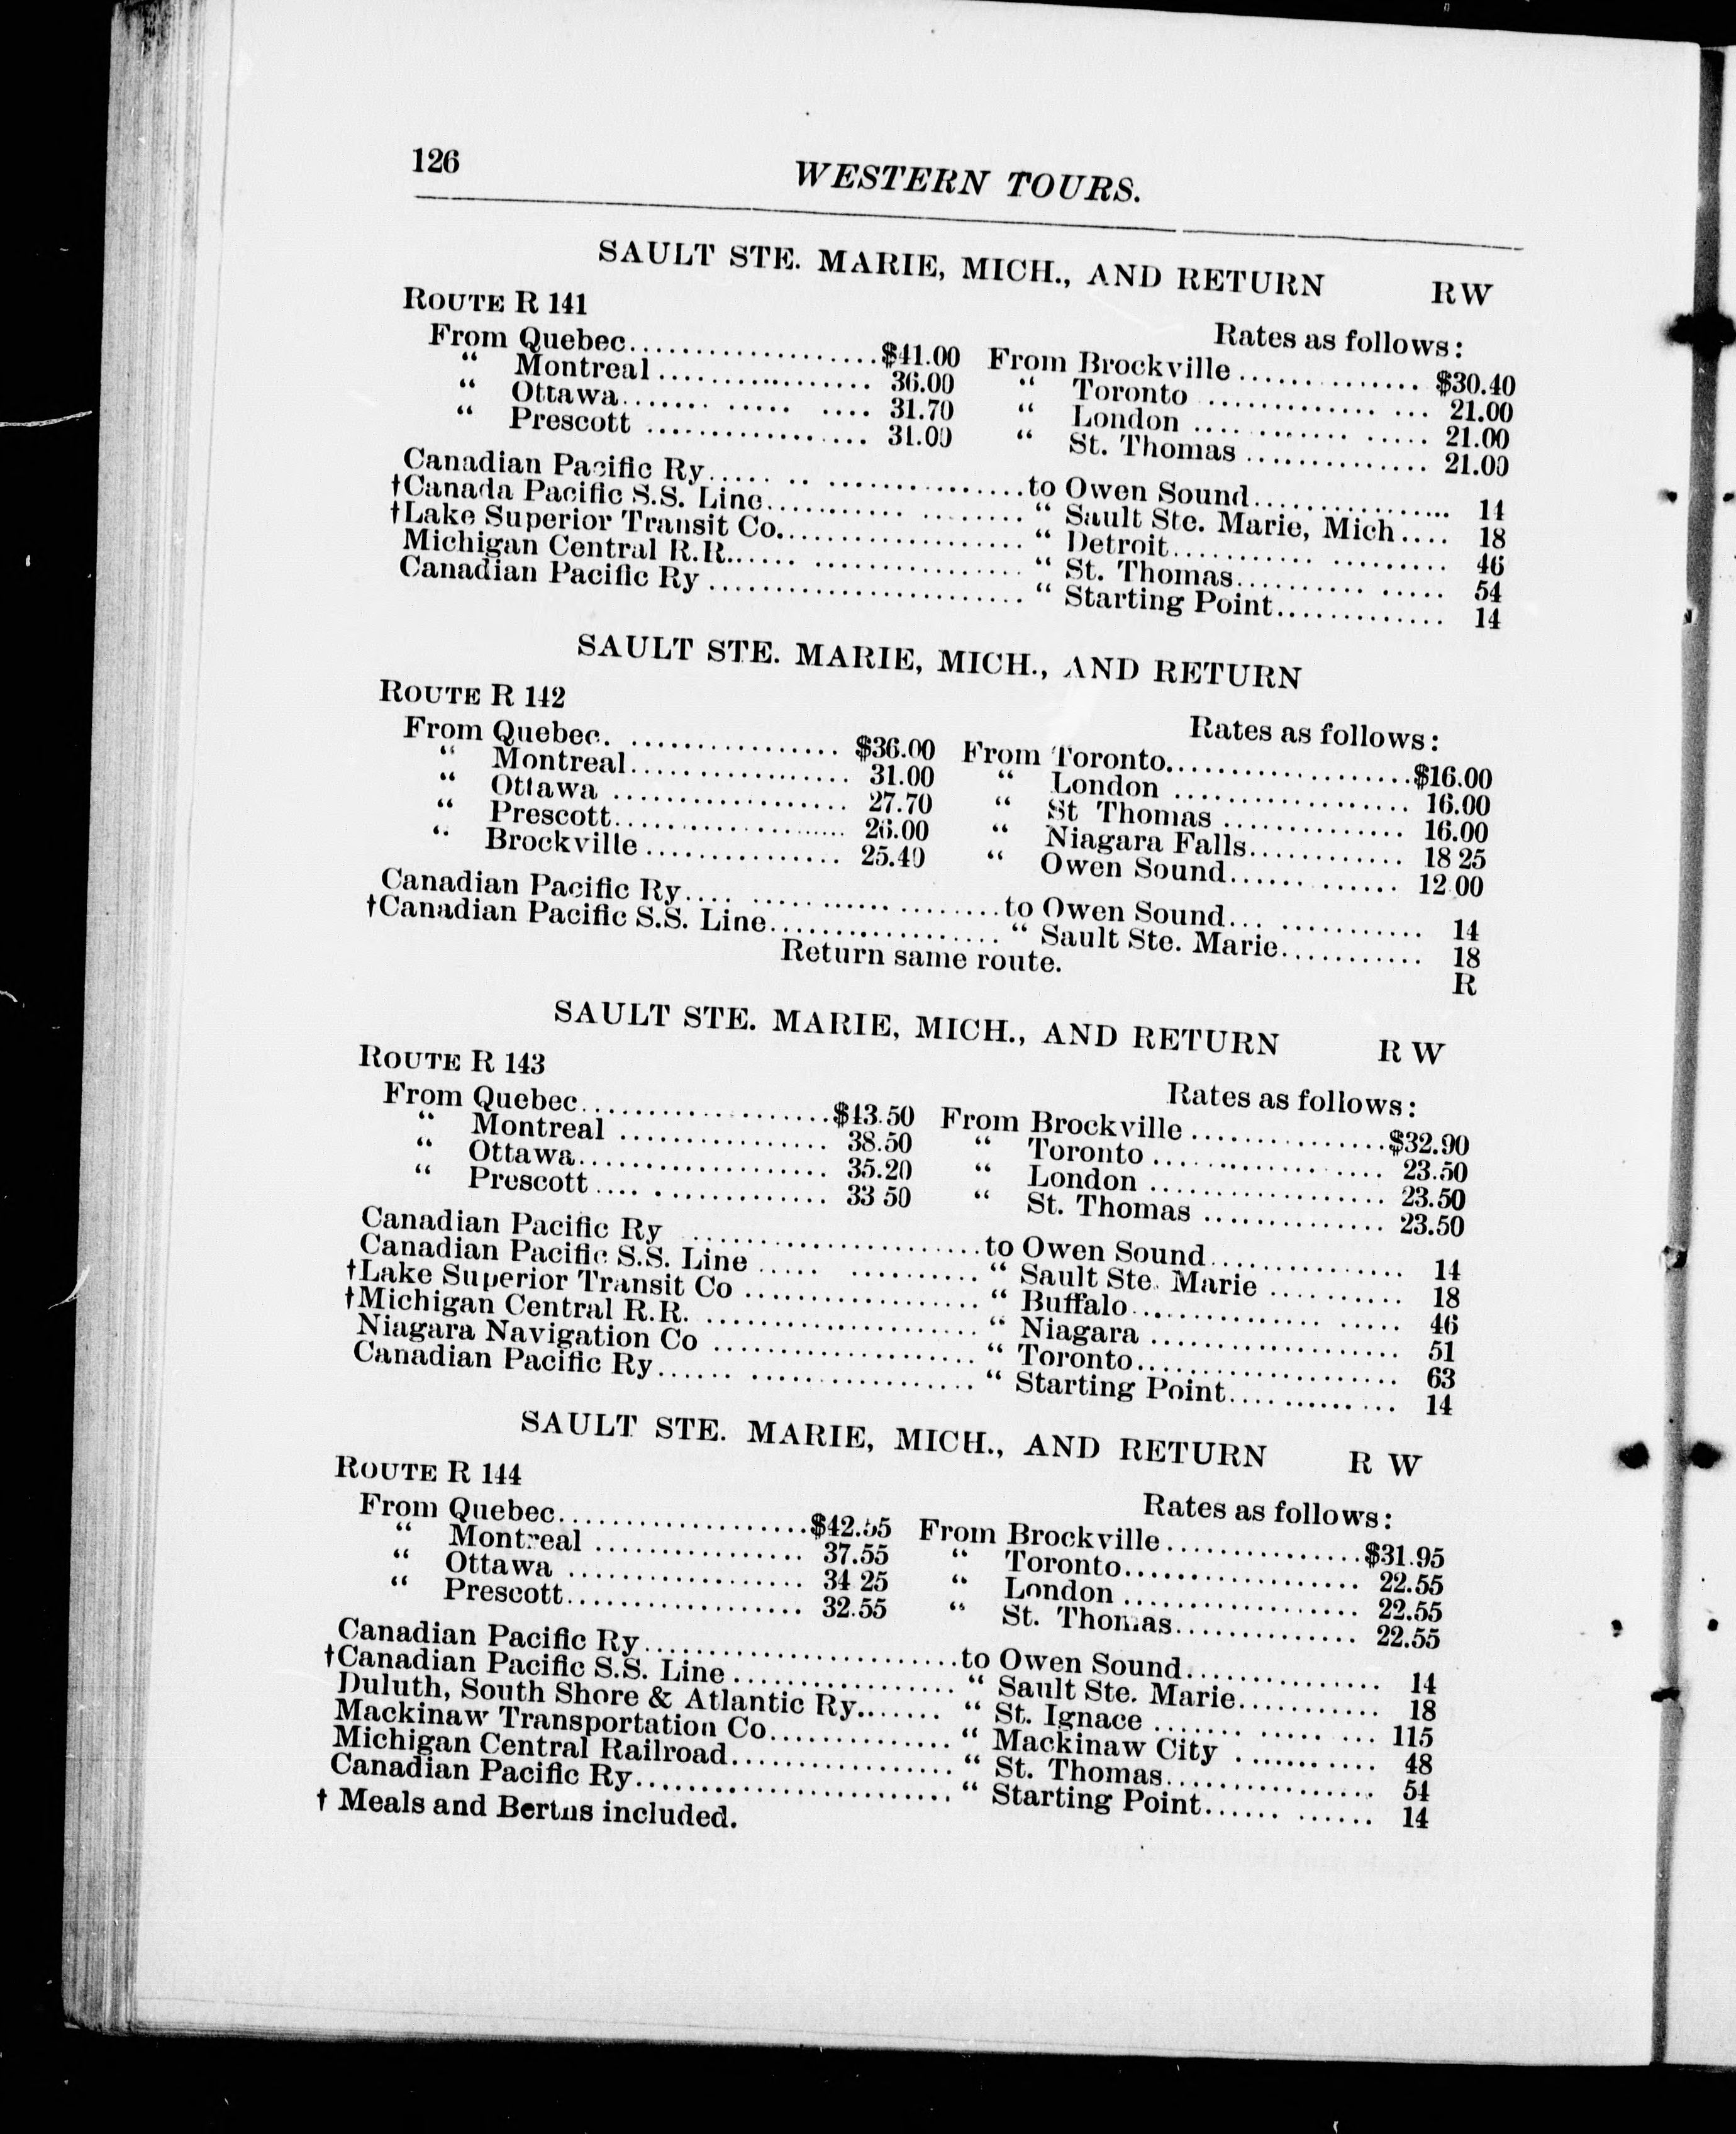 126
WESTERN TOURS.
SAULT STE. MARIE, MICH., AND RETURN RW
ROUTE R 141
Rates as follows:
From Quebec....................$41.00 From Brockville .............. $30.40
“ Montreal ................. 36.00 “ Toronto ................ 21.00
“ Ottawa....... ..... .... 31.70 “ London .... ......... ..... 21.00
“ Prescott ................. 31.00 “ St. Thomas .............. 21.00
Canadian Pacific Ry..... .. ................to Owen Sound................ 14
†Canada Pacific S.S. Line............ ........ “ Sault Ste. Marie, Mich.... 18
†Lake Superior Transit Co................... “ Detroit........... ......... 46
Michigan Central R.R...... ................ “ St. Thomas.......... ..... 54
Canadian Pacific Ry ........................ “ Starting Point............. 14
SAULT STE. MARIE, MICH., AND RETURN
ROUTE R 142
Rates as follows:
From Quebec. ................ $36.00 From Toronto...................$16.00
“ Montreal................. 31.00 “ London .................. 16.00
“ Ottawa .................. 27.70 “ St Thomas .............. 16.00
“ Prescott.................. 26.00 “ Niagara Falls............ 18 25
“ Brockville ............... 25.40 “ Owen Sound............. 12.00
Canadian Pacific Ry.... ...................to Owen Sound... ........... 14
†Canadian Pacific S.S. Line.................. “ Sault Ste. Marie........... 18
Return same route. R
SAULT STE. MARIE, MICH., AND RETURN R W
ROUTE R 143
Rates as follows:
From Quebec...................$43.50 From Brockville ...............$32.90
“ Montreal ................ 38.50 “ Toronto .................. 23.50
“ Ottawa................... 35.20 “ London .................. 23.50
“ Prescott.... .............. 33 50 “ St. Thomas .............. 23.50
Canadian Pacific Ry ......................to Owen Sound............... 14
Canadian Pacific S.S. Line ..... .......... “ Sault Ste. Marie .......... 18
†Lake Superior Transit Co .................. “ Buffalo............... ..... 46
†Michigan Central R.R. ..................... “ Niagara ................... 51
Niagara Navigation Co .................... “ Toronto.................... 63
Canadian Pacific Ry...... ................. “ Starting Point............. 14
SAULT STE. MARIE, MICH., AND RETURN R W
ROUTE R 144
Rates as follows:
From Quebec...................$42.55 From Brockville...............$31.95
“ Montreal ................ 37.55 “ Toronto.................. 22.55
“ Ottawa .................. 34 25 “ London .................. 22.55
“ Prescott.................. 32.55 “ St. Thomas.............. 22.55
Canadian Pacific Ry........................to Owen Sound............... 14
†Canadian Pacific S.S. Line ................. “ Sault Ste. Marie........... 18
Duluth, South Shore & Atlantic Ry....... “ St. Ignace ....... ..... ... 115
Mackinaw Transportation Co.............. “ Mackinaw City ........... 48
Michigan Central Railroad................. “ St. Thomas................ 54
Canadian Pacific Ry........................ “ Starting Point...... ...... 14
† Meals and Berths included.